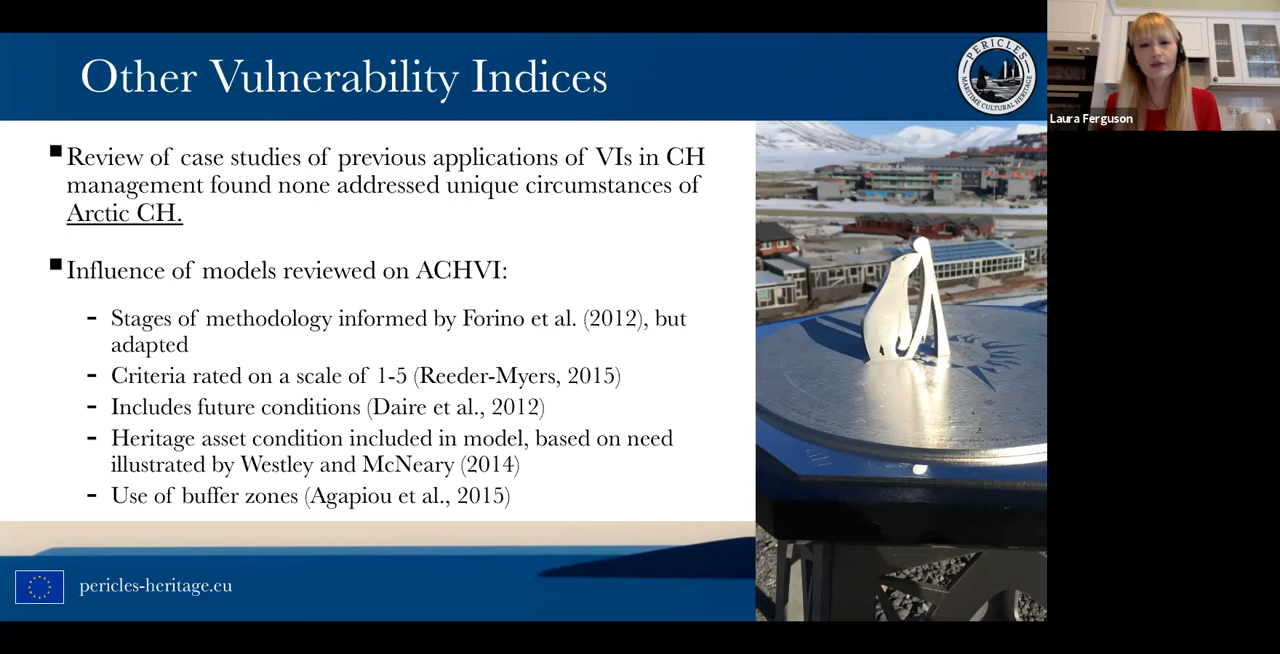 Other Vulnerability Indices
PERICLES
MARITIME CULTURAL HERITAGE
Laura Ferguson
Review of case studies of previous applications of VIs in CH
management found none addressed unique circumstances of
Arctic CH.
Influence of models reviewed on ACHVI:
- Stages of methodology informed by Forino et al. (2012), but
adapted
- Criteria rated on a scale of 1-5 (Reeder-Myers, 2015)
- Includes future conditions (Daire et al., 2012)
- Heritage asset condition included in model, based on need
illustrated by Westley and McNeary (2014)
- Use of buffer zones (Agapiou et al., 2015)
pericles-heritage.eu